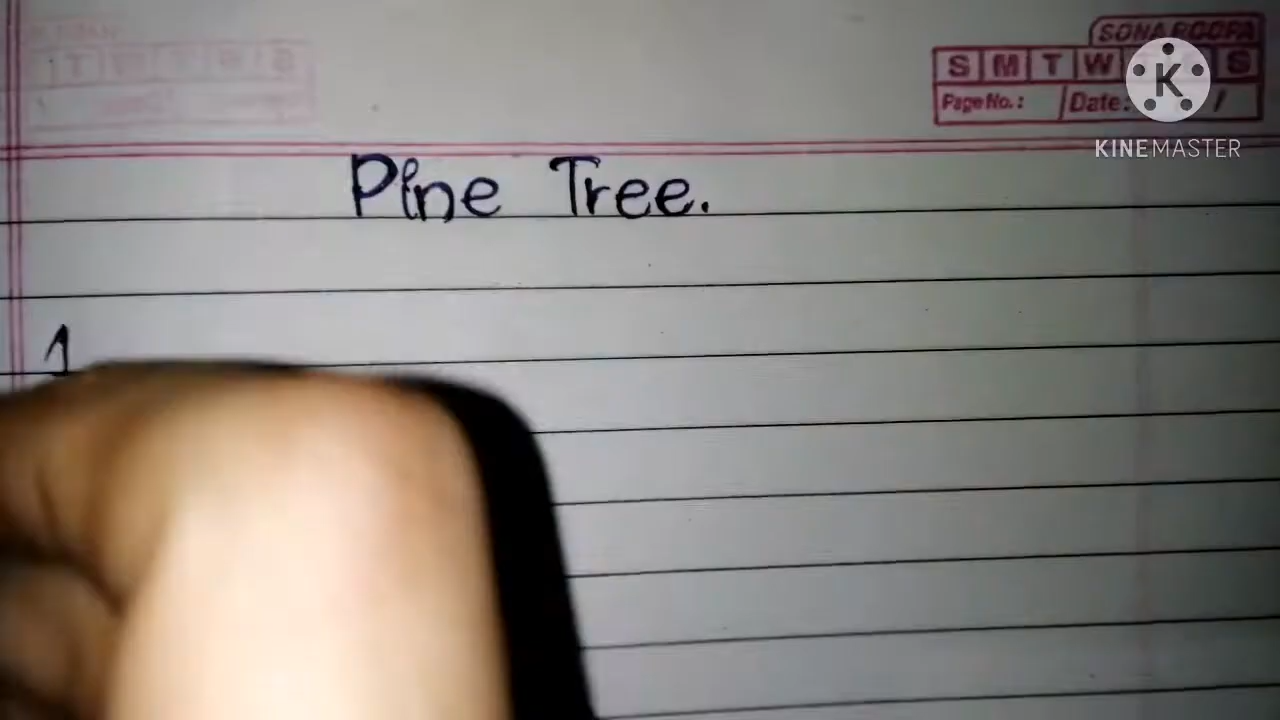 SONA ROOPA
S M T W S
Page No.: Date: /
KINEMASTER
Pine Tree.
1